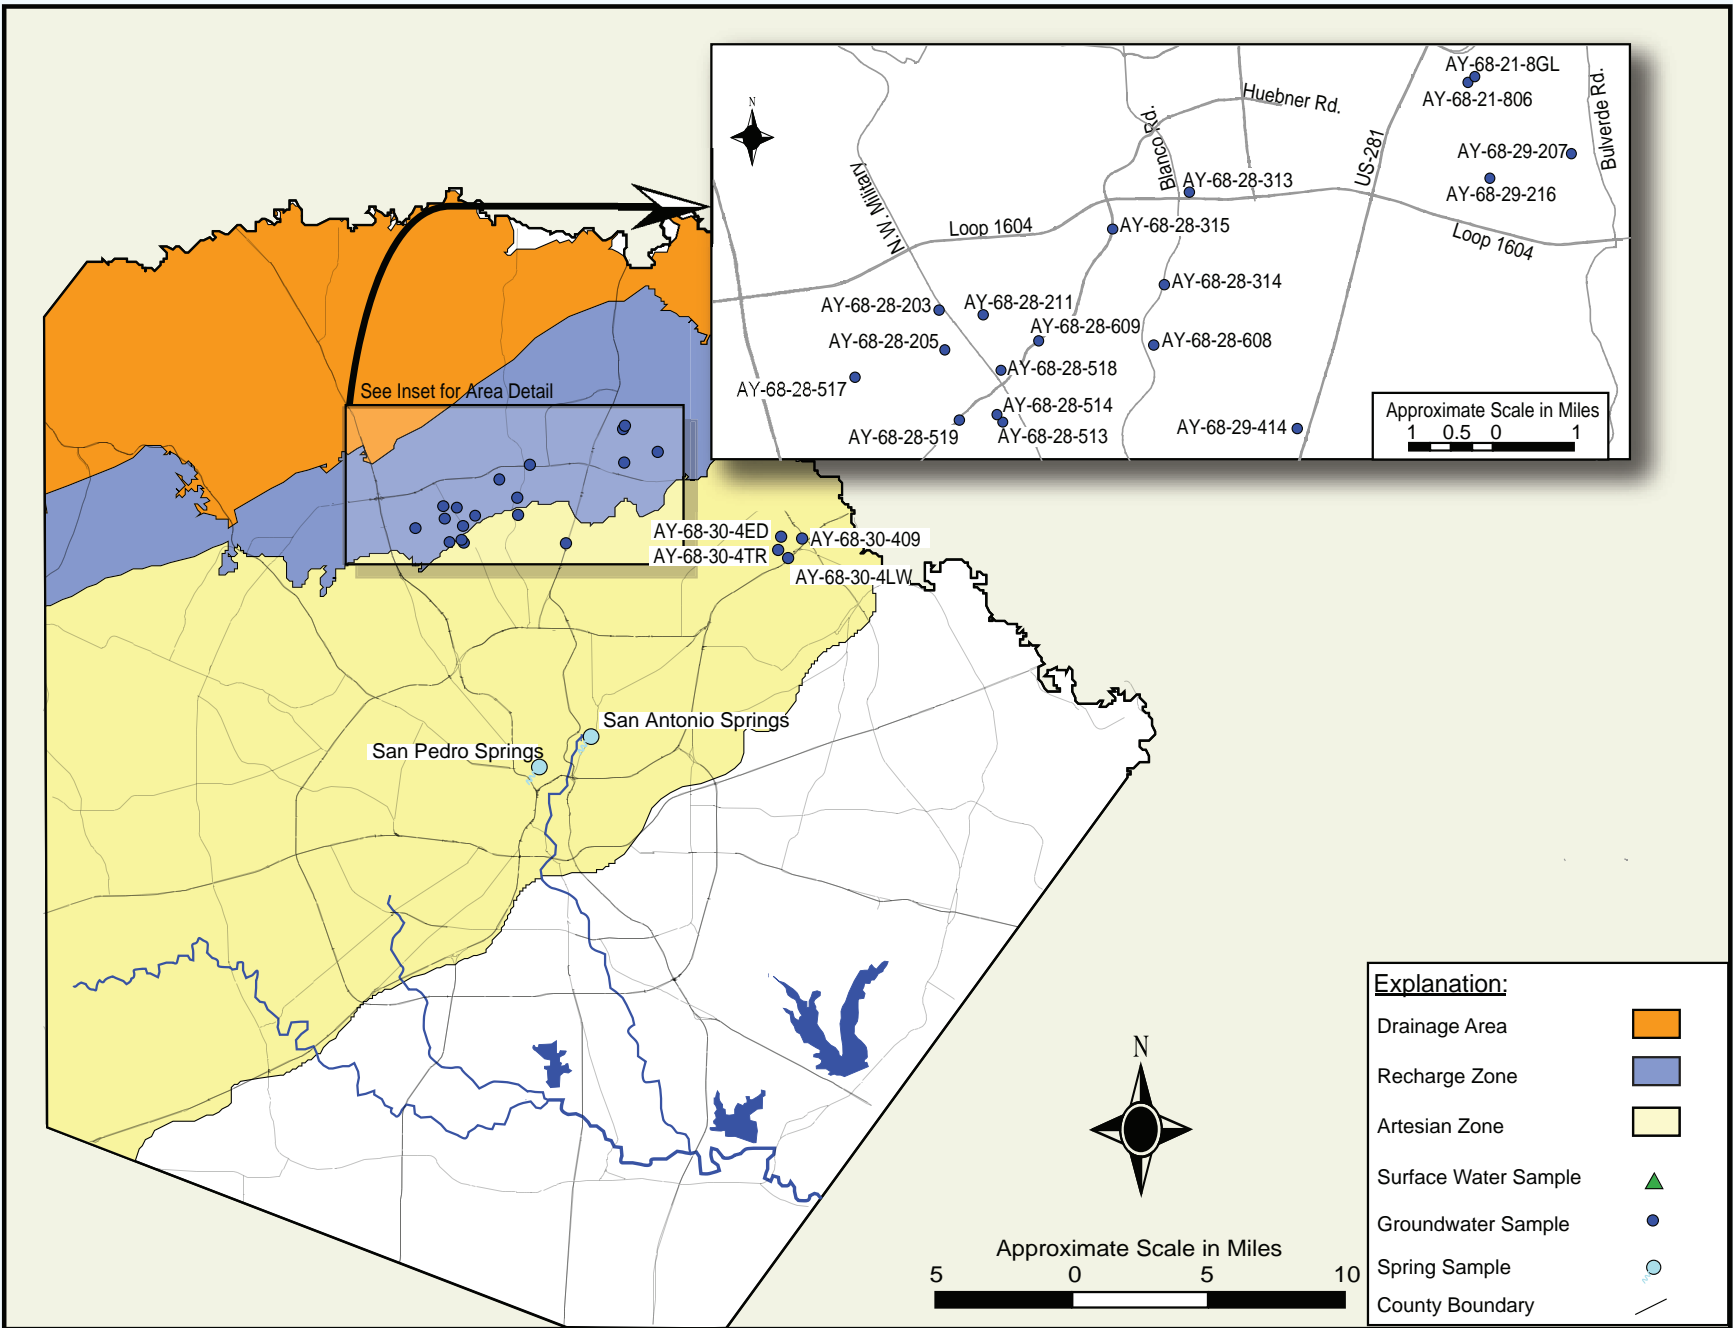 N
AY-68-21-8GL
AY-68-21-806
Huebner Rd.
Bulverde Rd.
Blanco Rd.
US-281
AY-68-29-207
N.W. Military
AY-68-28-313
AY-68-29-216
Loop 1604
AY-68-28-315
Loop 1604
AY-68-28-314
AY-68-28-203
AY-68-28-211
AY-68-28-609
AY-68-28-205
AY-68-28-608
AY-68-28-518
AY-68-28-517
AY-68-28-514
AY-68-28-519
AY-68-28-513
AY-68-29-414
Approximate Scale in Miles
1 0.5 0 1
See Inset for Area Detail
AY-68-30-4ED
AY-68-30-409
AY-68-30-4TR
AY-68-30-4LW
San Antonio Springs
San Pedro Springs
N
Approximate Scale in Miles
5 0 5 10
Explanation:
Drainage Area
Recharge Zone
Artesian Zone
Surface Water Sample
Groundwater Sample
Spring Sample
County Boundary